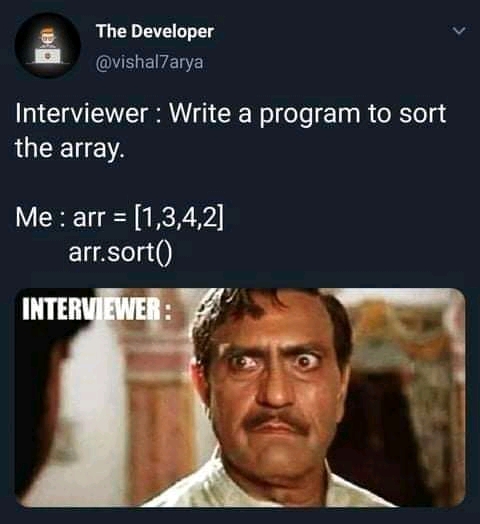 The Developer
@vishal7arya
Interviewer : Write a program to sort
the array.
Me : arr = [1,3,4,2]
arr.sort()
INTERVIEWER :